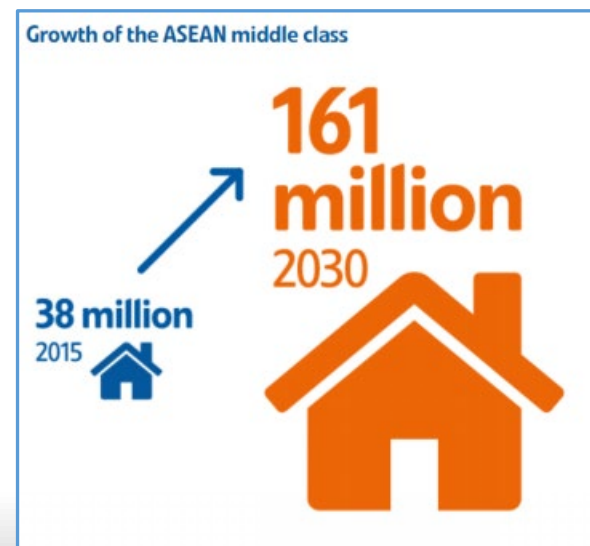 Growth of the ASEAN middle class
161
million
2030
38 million
2015